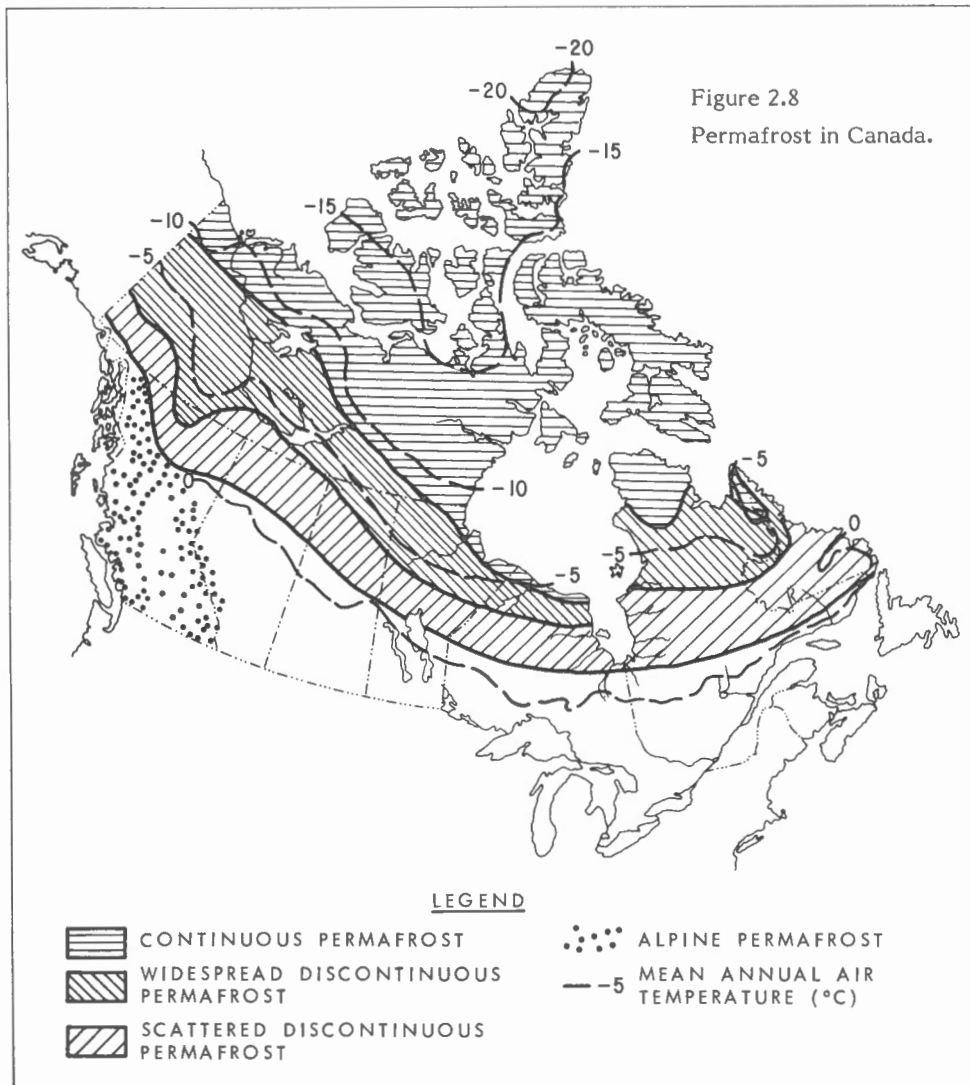 -20
-20
Figure 2.8
Permafrost in Canada.
-15
-15
-10
-5
-5
0
0
-10
-5
-5
LEGEND
CONTINUOUS PERMAFROST
WIDESPREAD DISCONTINUOUS
PERMAFROST
SCATTERED DISCONTINUOUS
PERMAFROST
ALPINE PERMAFROST
-5 MEAN ANNUAL AIR
TEMPERATURE (°C)